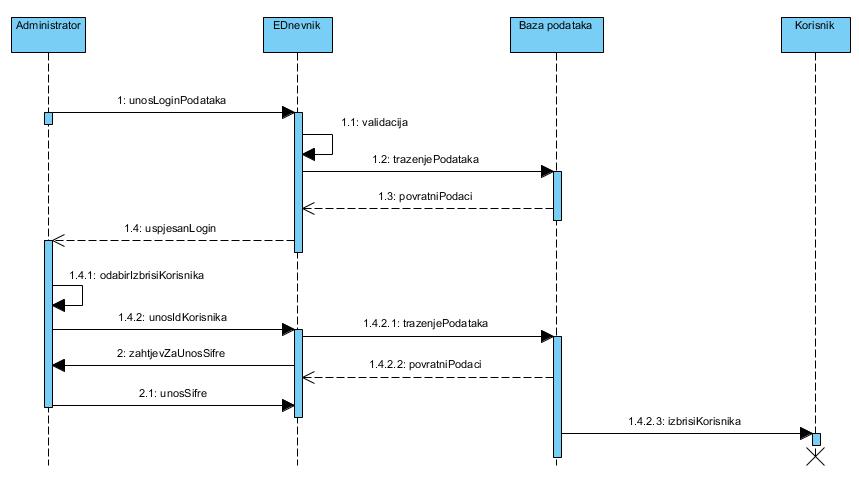 Administrator
EDnevnik
Baza podataka
Korisnik
1: unosLoginPodataka
1.1: validacija
1.2: trazenjePodataka
1.3: povratniPodaci
1.4: uspjesanLogin
1.4.1: odabirIzbrisiKorisnika
1.4.2: unosIdKorisnika
1.4.2.1: trazenjePodataka
2: zahtjevZaUnosSifre
1.4.2.2: povratniPodaci
2.1: unosSifre
1.4.2.3: izbrisiKorisnika